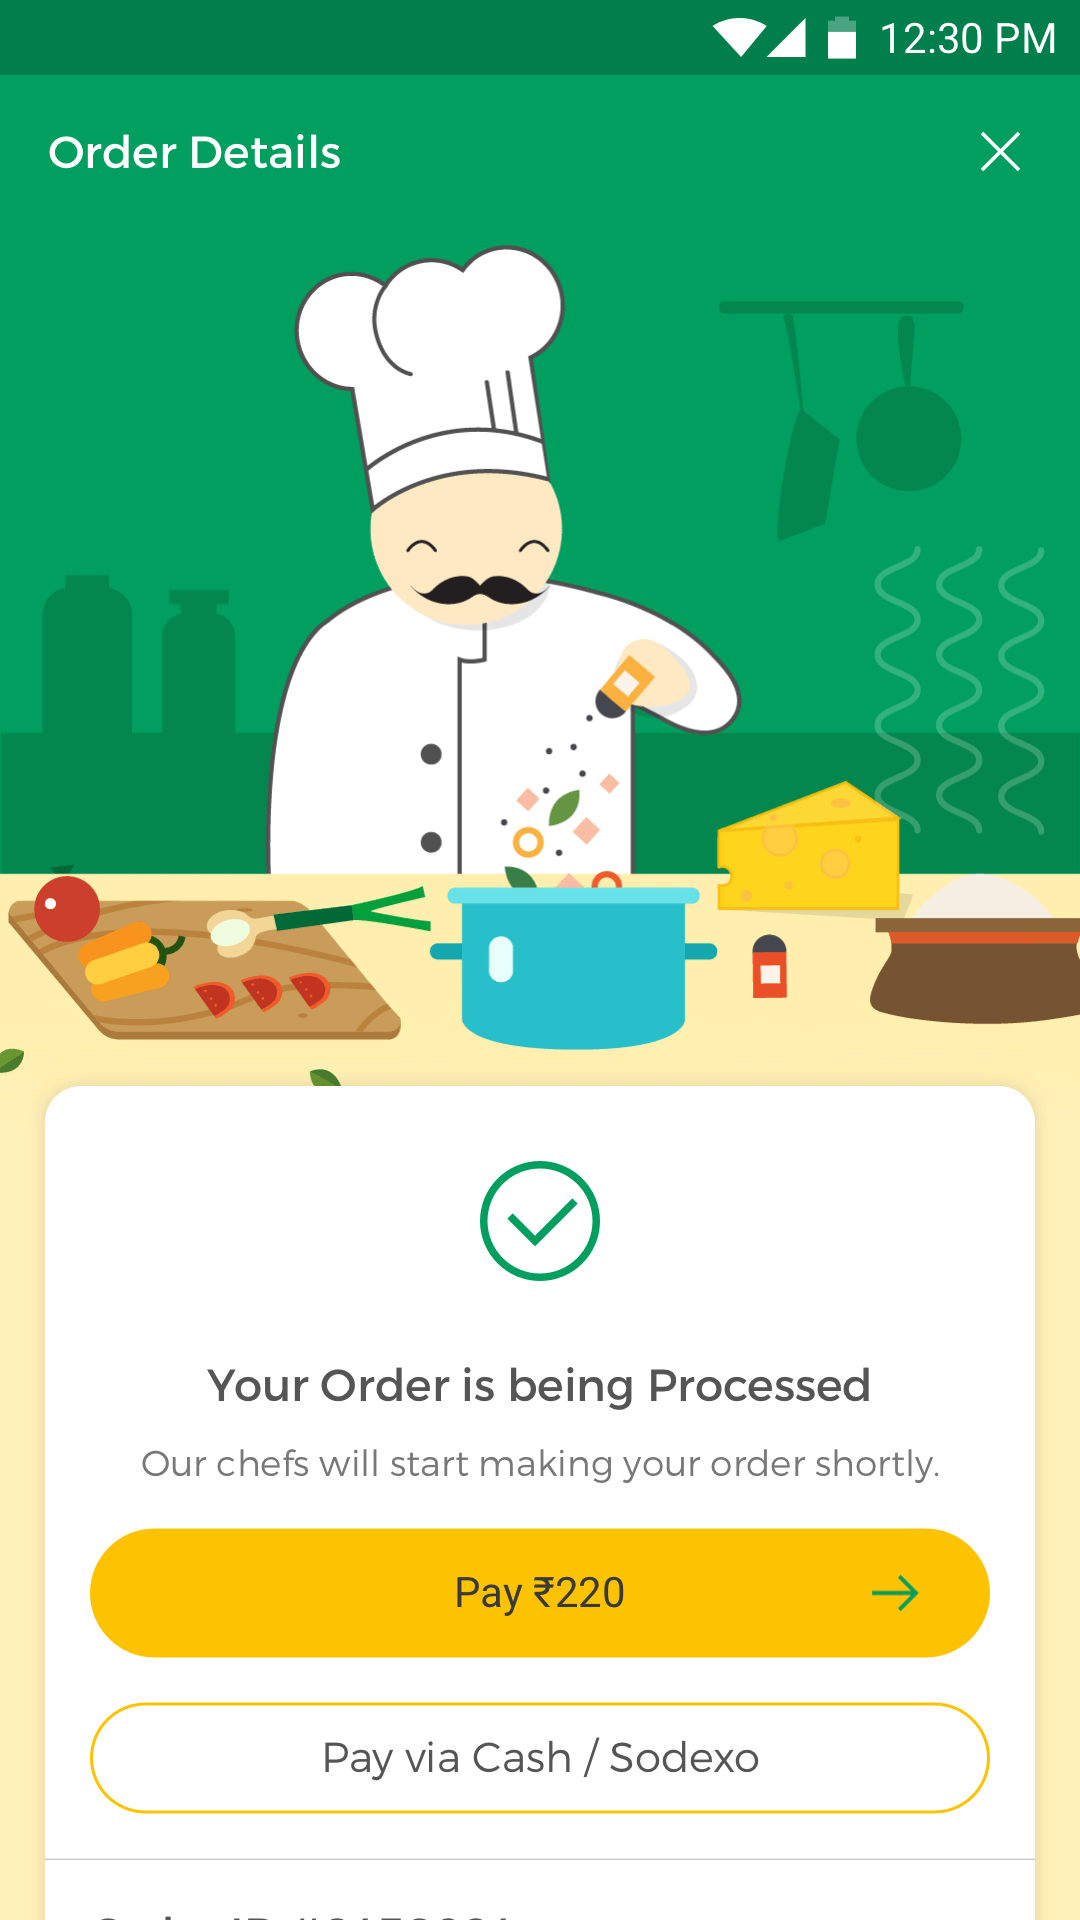 12:30 PM
Order Details
Your Order is being Processed
Our chefs will start making your order shortly.
Pay ₹220
Pay via Cash / Sodexo